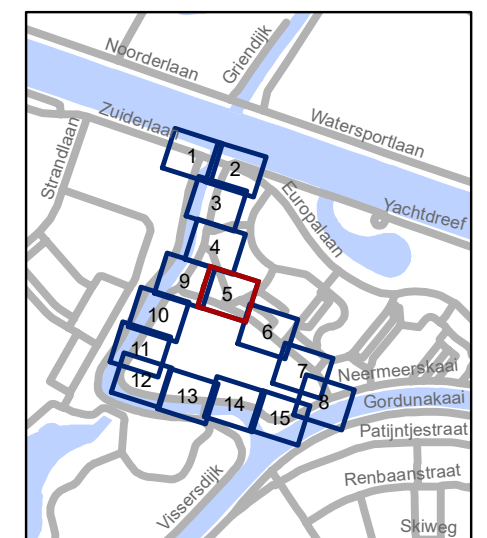 Noorderlaan
Griendijk
Zuiderlaan
Watersportlaan
Strandlaan
1
2
Europalaan
3
Yachtdreef
4
9
5
10
6
11
7
Neermeerskaai
12
13
14
8
Gordunakaai
15
Patijntjestraat
Renbaanstraat
Vissersdijk
Skiweg